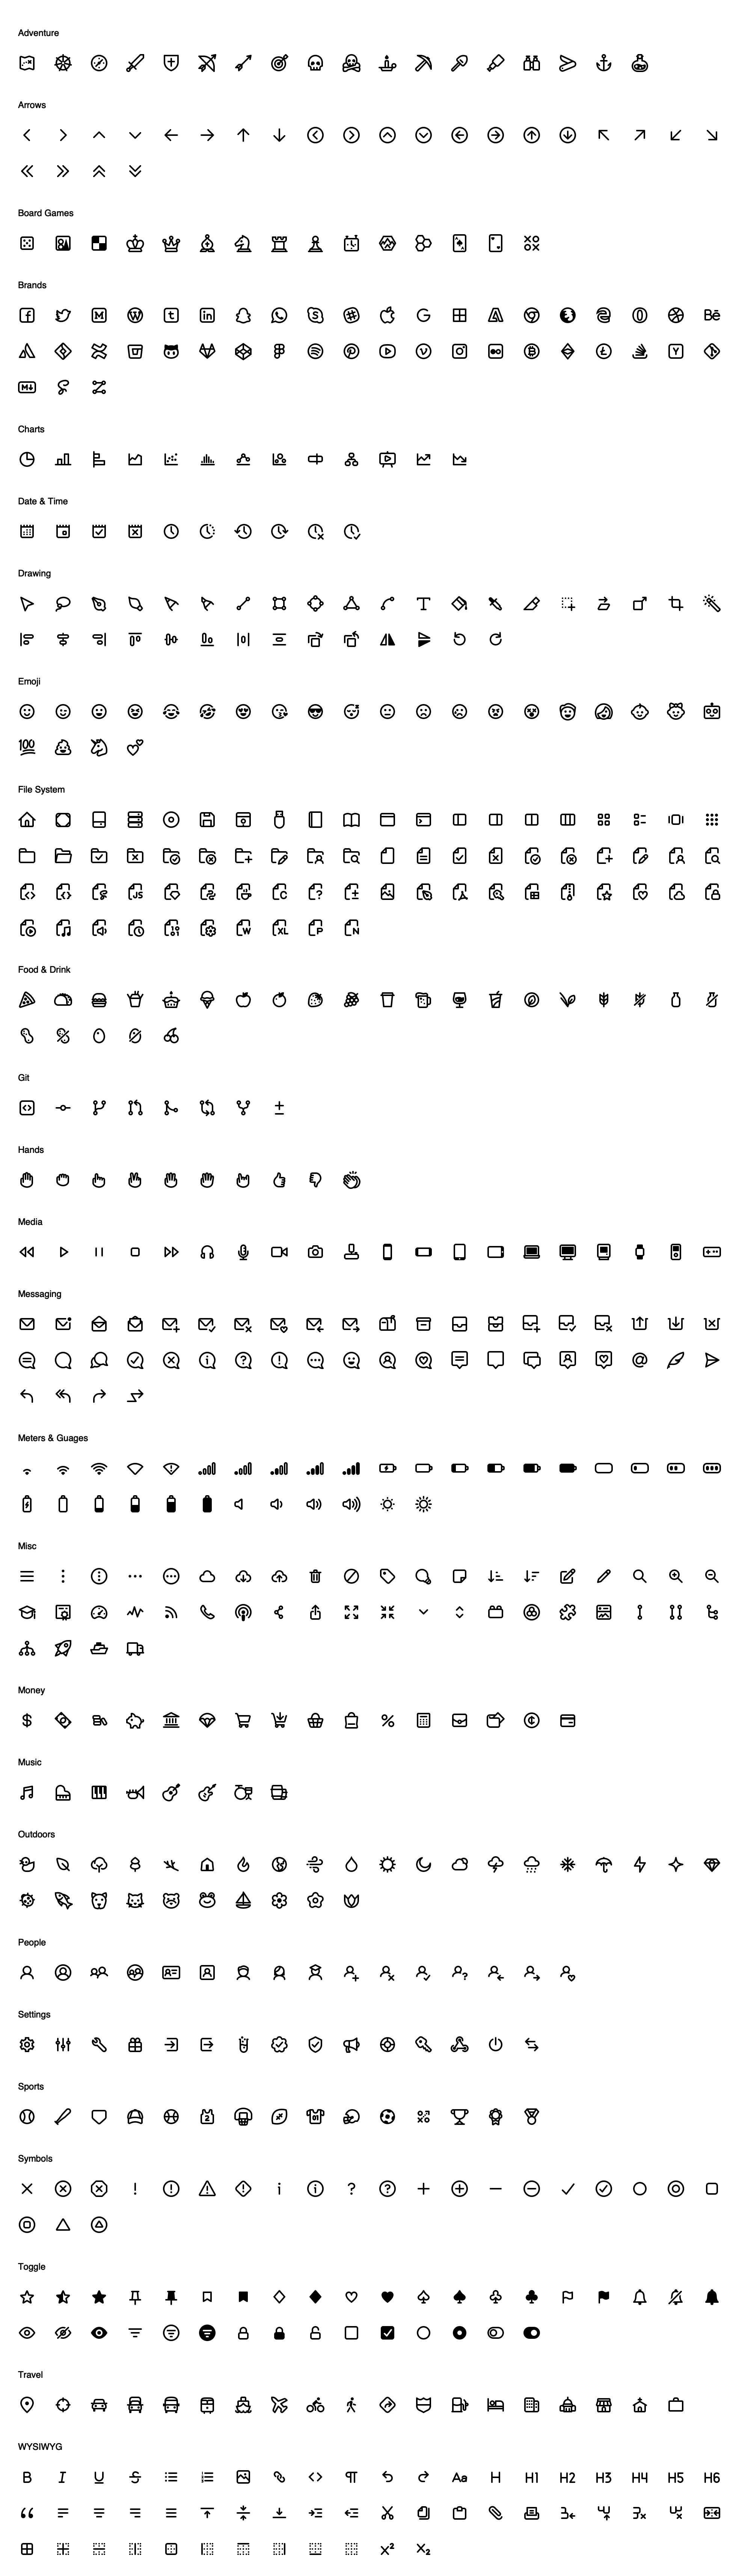 Adventure
Arrows
Board Games
Brands
Charts
Date & Time
Drawing
Emoji
100
File System
JS C ? ±
W XL P N
Food & Drink
Git
Hands
Media
Messaging
Meters & Guages
Misc
Money
Music
Outdoors
People
Settings
Sports
Symbols
Toggle
Travel
WYSIWYG
B I U S Aa H H1 H2 H3 H4 H5 H6
X² X₂